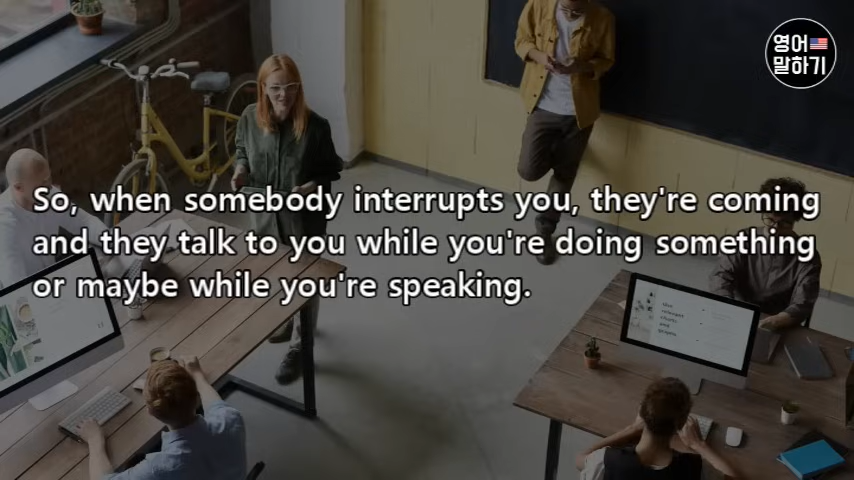 영어
말하기
So, when somebody interrupts you, they're coming
and they talk to you while you're doing something
or maybe while you're speaking.